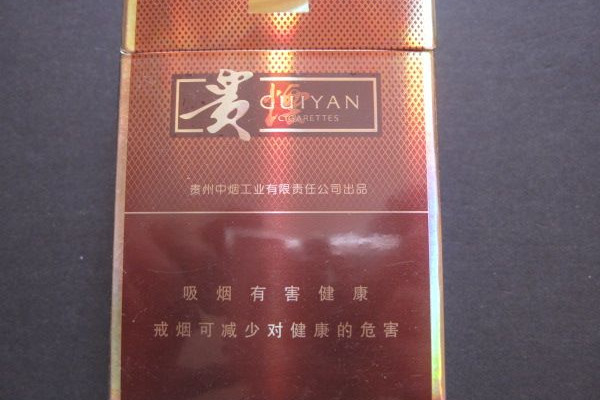 贵烟 GUIYAN
CIGARETTES
贵州中烟工业有限责任公司出品
吸烟有害健康
戒烟可减少对健康的危害